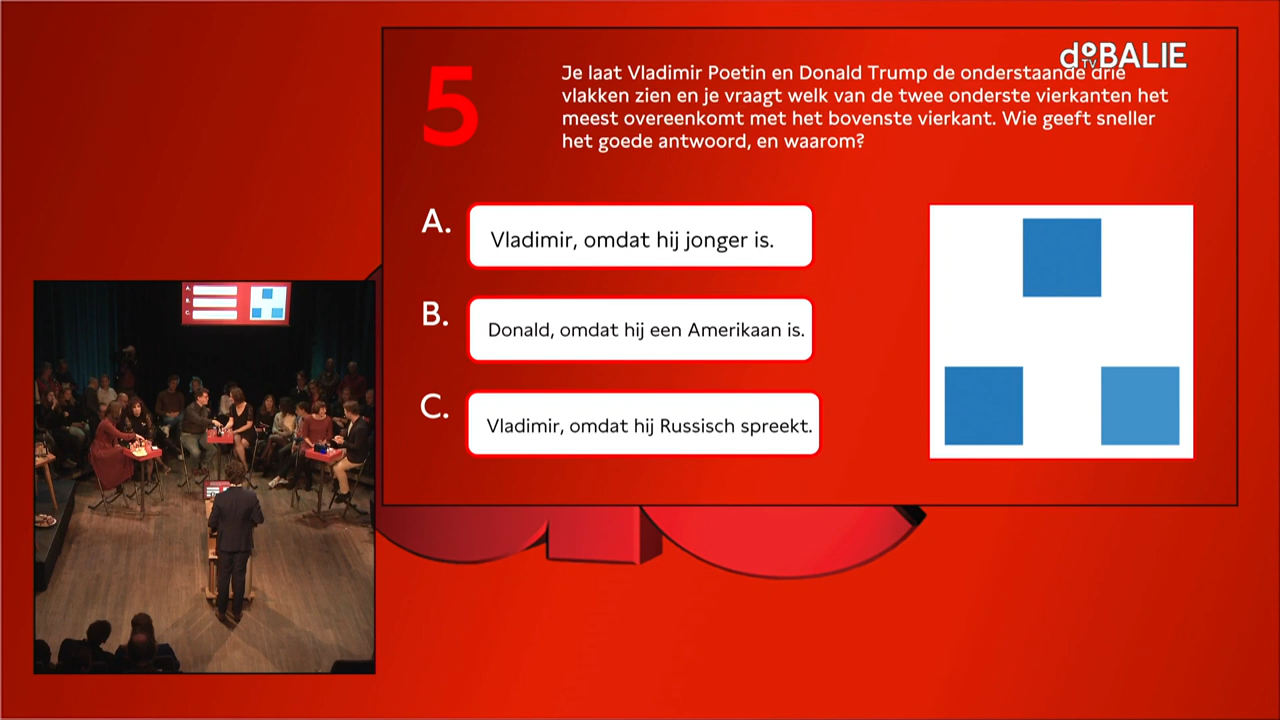 doBALIE
TV
5
Je laat Vladimir Poetin en Donald Trump de onderstaande drie
vlakken zien en je vraagt welk van de twee onderste vierkanten het
meest overeenkomt met het bovenste vierkant. Wie geeft sneller
het goede antwoord, en waarom?
A.
Vladimir, omdat hij jonger is.
B.
Donald, omdat hij een Amerikaan is.
C.
Vladimir, omdat hij Russisch spreekt.
A.
B.
C.